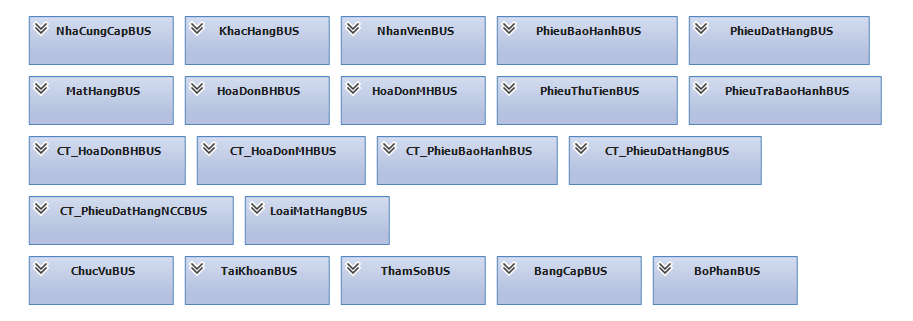 NhaCungCapBUS KhacHangBUS NhanVienBUS PhieuBaoHanhBUS PhieuDatHangBUS
MatHangBUS HoaDonBHBUS HoaDonMHBUS PhieuThuTienBUS PhieuTraBaoHanhBUS
CT_HoaDonBHBUS CT_HoaDonMHBUS CT_PhieuBaoHanhBUS CT_PhieuDatHangBUS
CT_PhieuDatHangNCCBUS LoaiMatHangBUS
ChucVuBUS TaiKhoanBUS ThamSoBUS BangCapBUS BoPhanBUS